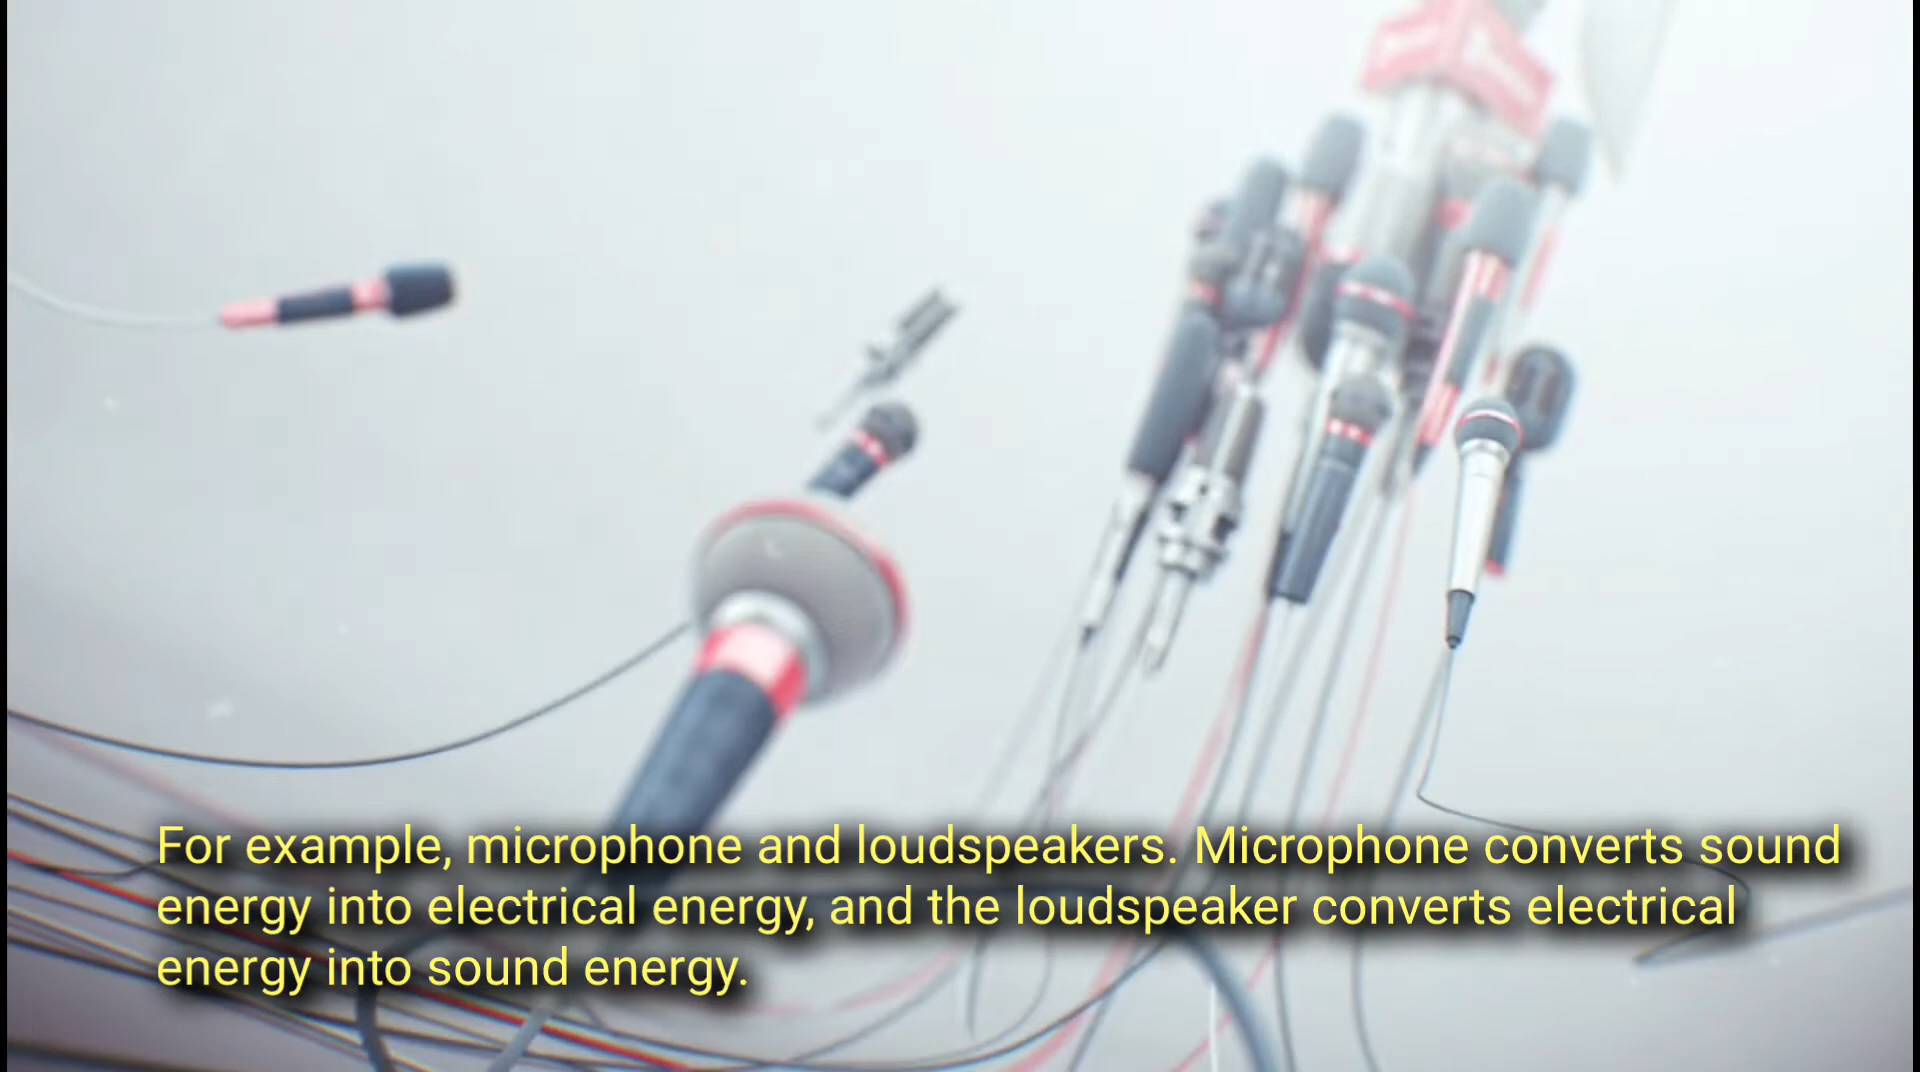 For example, microphone and loudspeakers. Microphone converts sound
energy into electrical energy, and the loudspeaker converts electrical
energy into sound energy.